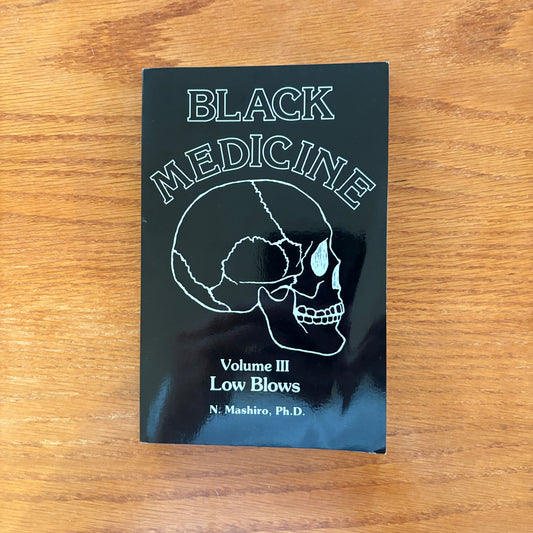 BLACK
MEDICINE
Volume III
Low Blows
N. Mashiro, Ph.D.